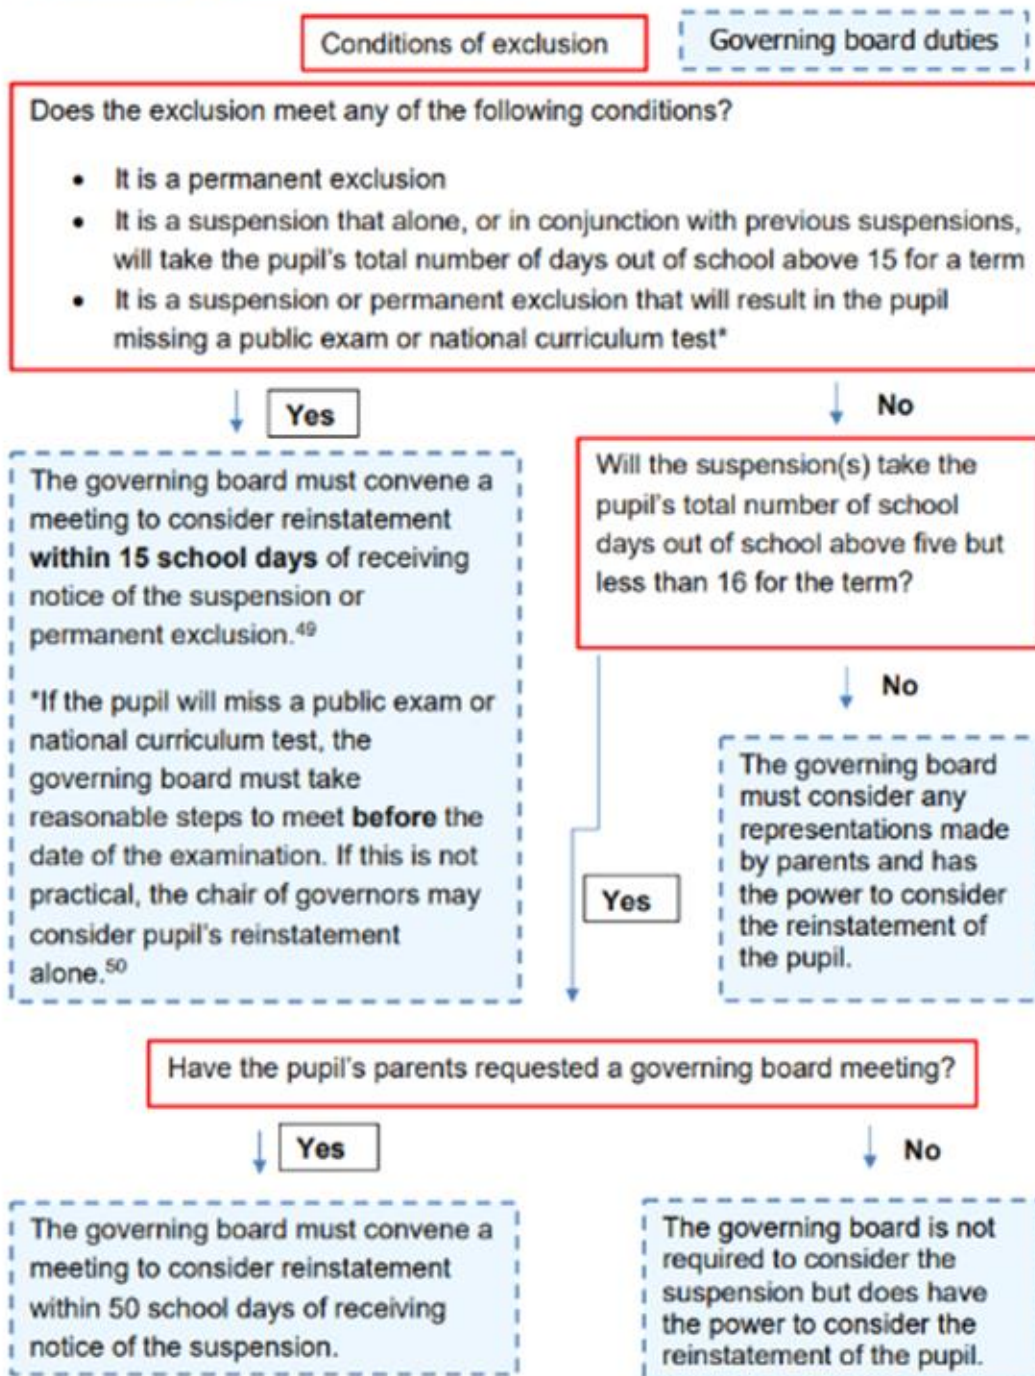 Conditions of exclusion
Governing board duties
Does the exclusion meet any of the following conditions?
• It is a permanent exclusion
• It is a suspension that alone, or in conjunction with previous suspensions,
will take the pupil's total number of days out of school above 15 for a term
• It is a suspension or permanent exclusion that will result in the pupil
missing a public exam or national curriculum test*
Yes
No
The governing board must convene a
meeting to consider reinstatement
within 15 school days of receiving
notice of the suspension or
permanent exclusion.49
*If the pupil will miss a public exam or
national curriculum test, the
governing board must take
reasonable steps to meet before the
date of the examination. If this is not
practical, the chair of governors may
consider pupil's reinstatement
alone.50
Will the suspension(s) take the
pupil's total number of school
days out of school above five but
less than 16 for the term?
No
The governing board
must consider any
representations made
by parents and has
the power to consider
the reinstatement of
the pupil.
Yes
Have the pupil's parents requested a governing board meeting?
Yes
No
The governing board must convene a
meeting to consider reinstatement
within 50 school days of receiving
notice of the suspension.
The governing board is not
required to consider the
suspension but does have
the power to consider the
reinstatement of the pupil.